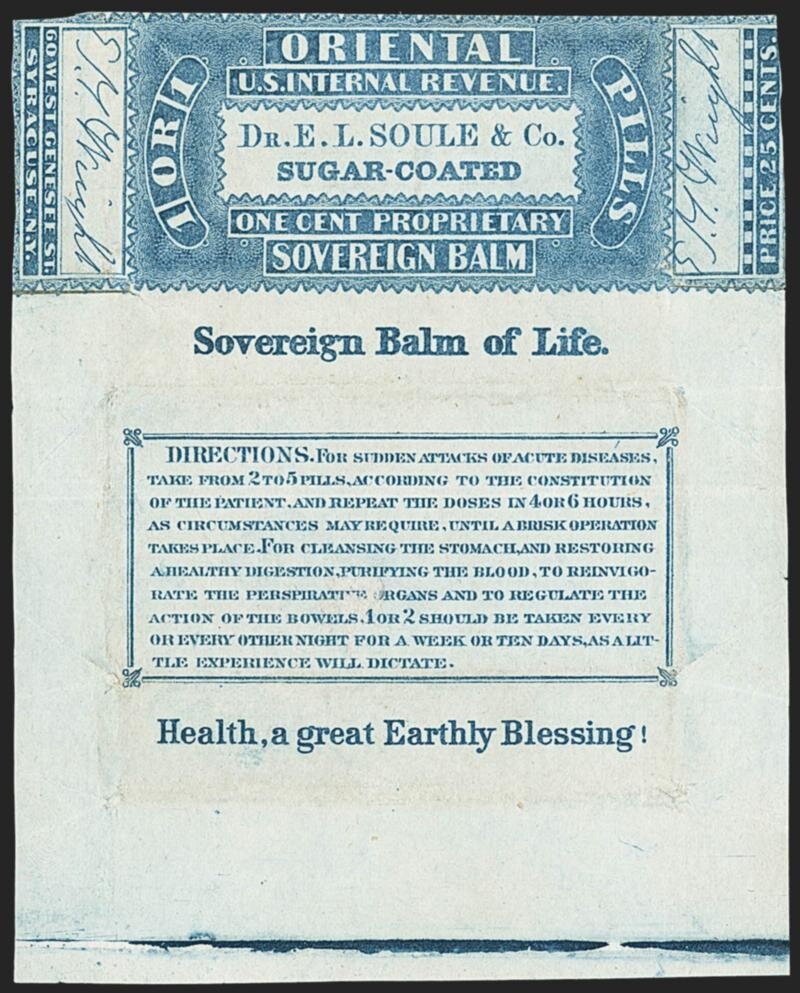 GO WEST GENESEE ST.
SYRACUSE. N.Y.
1 OR 1
ORIENTAL
U.S. INTERNAL REVENUE.
DR. E. L. SOULE & Co.
SUGAR-COATED
ONE CENT PROPRIETARY
SOVEREIGN BALM
PILLS
Wright
PRICE 25 CENTS.
Sovereign Balm of Life.
DIRECTIONS. FOR SUDDEN ATTACKS OF ACUTE DISEASES,
TAKE FROM 2 TO 5 PILLS, ACCORDING TO THE CONSTITUTION
OF THE PATIENT, AND REPEAT THE DOSES IN 4 OR 6 HOURS,
AS CIRCUMSTANCES MAY REQUIRE, UNTIL A BRISK OPERATION
TAKES PLACE. FOR CLEANSING THE STOMACH, AND RESTORING
A HEALTHY DIGESTION, PURIFYING THE BLOOD, TO REINVIGO-
RATE THE PERSPIRATIVE ORGANS AND TO REGULATE THE
ACTION OF THE BOWELS, 1 OR 2 SHOULD BE TAKEN EVERY
OR EVERY OTHER NIGHT FOR A WEEK OR TEN DAYS, AS A LIT-
TLE EXPERIENCE WILL DICTATE.
Health, a great Earthly Blessing!